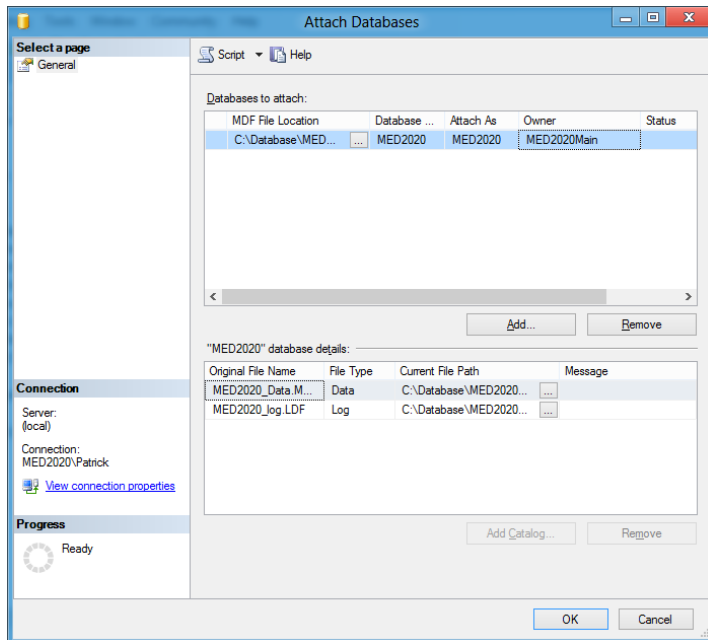 Attach Databases
Select a page
General
Script Help
Databases to attach:
MDF File Location Database ... Attach As Owner Status
C:\Database\MED... ... MED2020 MED2020 MED2020Main
Add... Remove
"MED2020" database details:
Original File Name File Type Current File Path Message
MED2020_Data.M... Data C:\Database\MED2020... ...
MED2020_log.LDF Log C:\Database\MED2020... ...
Add Catalog... Remove
Connection
Server:
(local)
Connection:
MED2020\Patrick
View connection properties
Progress
Ready
OK Cancel